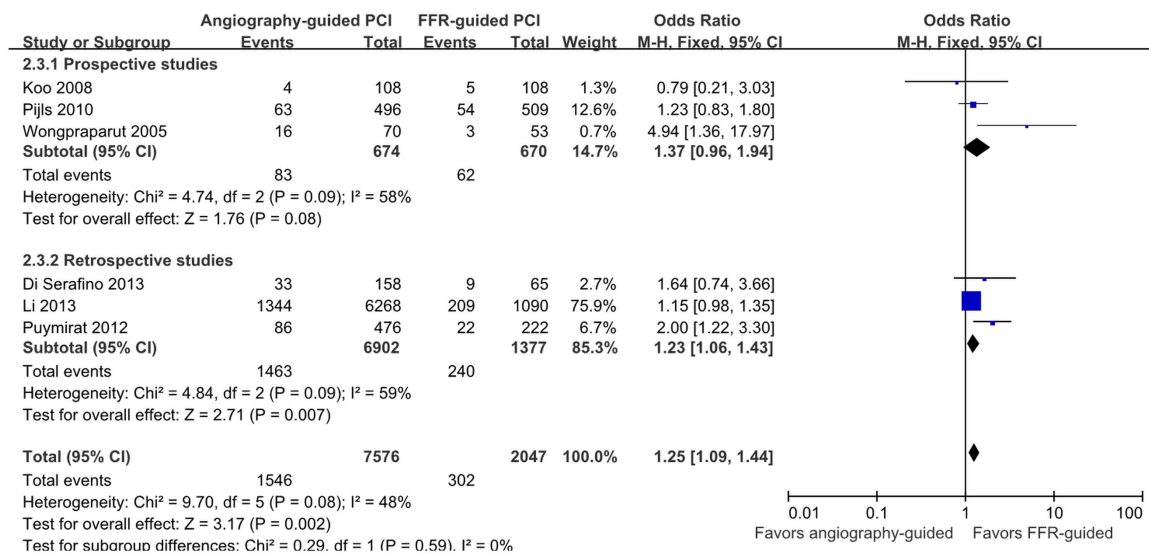 Angiography-guided PCI FFR-guided PCI Odds Ratio Odds Ratio
Study or Subgroup Events Total Events Total Weight M-H, Fixed, 95% CI M-H, Fixed, 95% CI
2.3.1 Prospective studies
Koo 2008 4 108 5 108 1.3% 0.79 [0.21, 3.03]
Pijls 2010 63 496 54 509 12.6% 1.23 [0.83, 1.80]
Wongpraparut 2005 16 70 3 53 0.7% 4.94 [1.36, 17.97]
Subtotal (95% CI) 674 670 14.7% 1.37 [0.96, 1.94]
Total events 83 62
Heterogeneity: Chi² = 4.74, df = 2 (P = 0.09); I² = 58%
Test for overall effect: Z = 1.76 (P = 0.08)
2.3.2 Retrospective studies
Di Serafino 2013 33 158 9 65 2.7% 1.64 [0.74, 3.66]
Li 2013 1344 6268 209 1090 75.9% 1.15 [0.98, 1.35]
Puymirat 2012 86 476 22 222 6.7% 2.00 [1.22, 3.30]
Subtotal (95% CI) 6902 1377 85.3% 1.23 [1.06, 1.43]
Total events 1463 240
Heterogeneity: Chi² = 4.84, df = 2 (P = 0.09); I² = 59%
Test for overall effect: Z = 2.71 (P = 0.007)
Total (95% CI) 7576 2047 100.0% 1.25 [1.09, 1.44]
Total events 1546 302
Heterogeneity: Chi² = 9.70, df = 5 (P = 0.08); I² = 48%
Test for overall effect: Z = 3.17 (P = 0.002)
Test for subgroup differences: Chi² = 0.29, df = 1 (P = 0.59), I² = 0%
0.01 0.1 1 10 100
Favors angiography-guided Favors FFR-guided